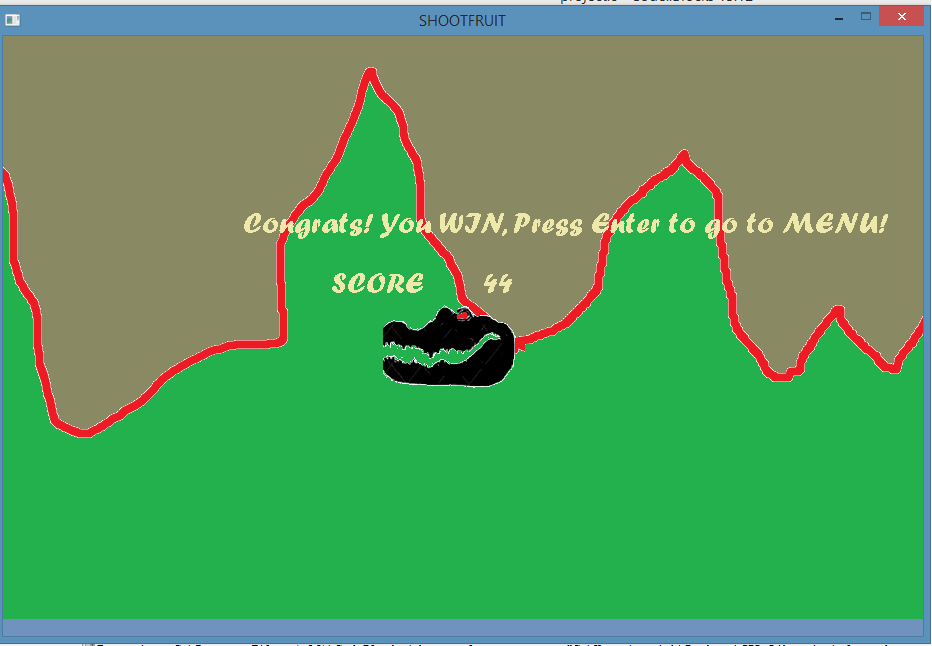 SHOOTFRUIT
Congrats! You WIN, Press Enter to go to MENU!
SCORE 44